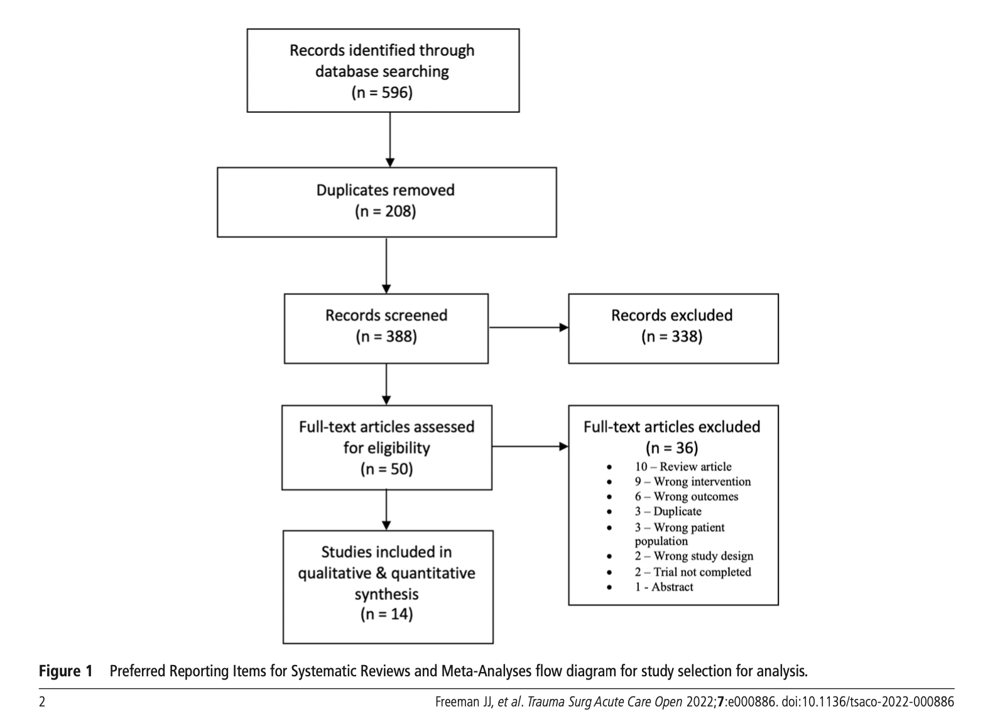 Records identified through
database searching
(n = 596)
Duplicates removed
(n = 208)
Records screened
(n = 388)
Records excluded
(n = 338)
Full-text articles assessed
for eligibility
(n = 50)
Full-text articles excluded
(n = 36)
• 10 – Review article
• 9 – Wrong intervention
• 6 – Wrong outcomes
• 3 – Duplicate
• 3 – Wrong patient
population
• 2 – Wrong study design
• 2 – Trial not completed
• 1 - Abstract
Studies included in
qualitative & quantitative
synthesis
(n = 14)
Figure 1 Preferred Reporting Items for Systematic Reviews and Meta-Analyses flow diagram for study selection for analysis.
2 Freeman JJ, et al. Trauma Surg Acute Care Open 2022;7:e000886. doi:10.1136/tsaco-2022-000886